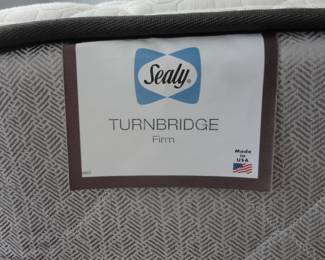 Sealy
TURNBRIDGE
Firm
Made in
USA